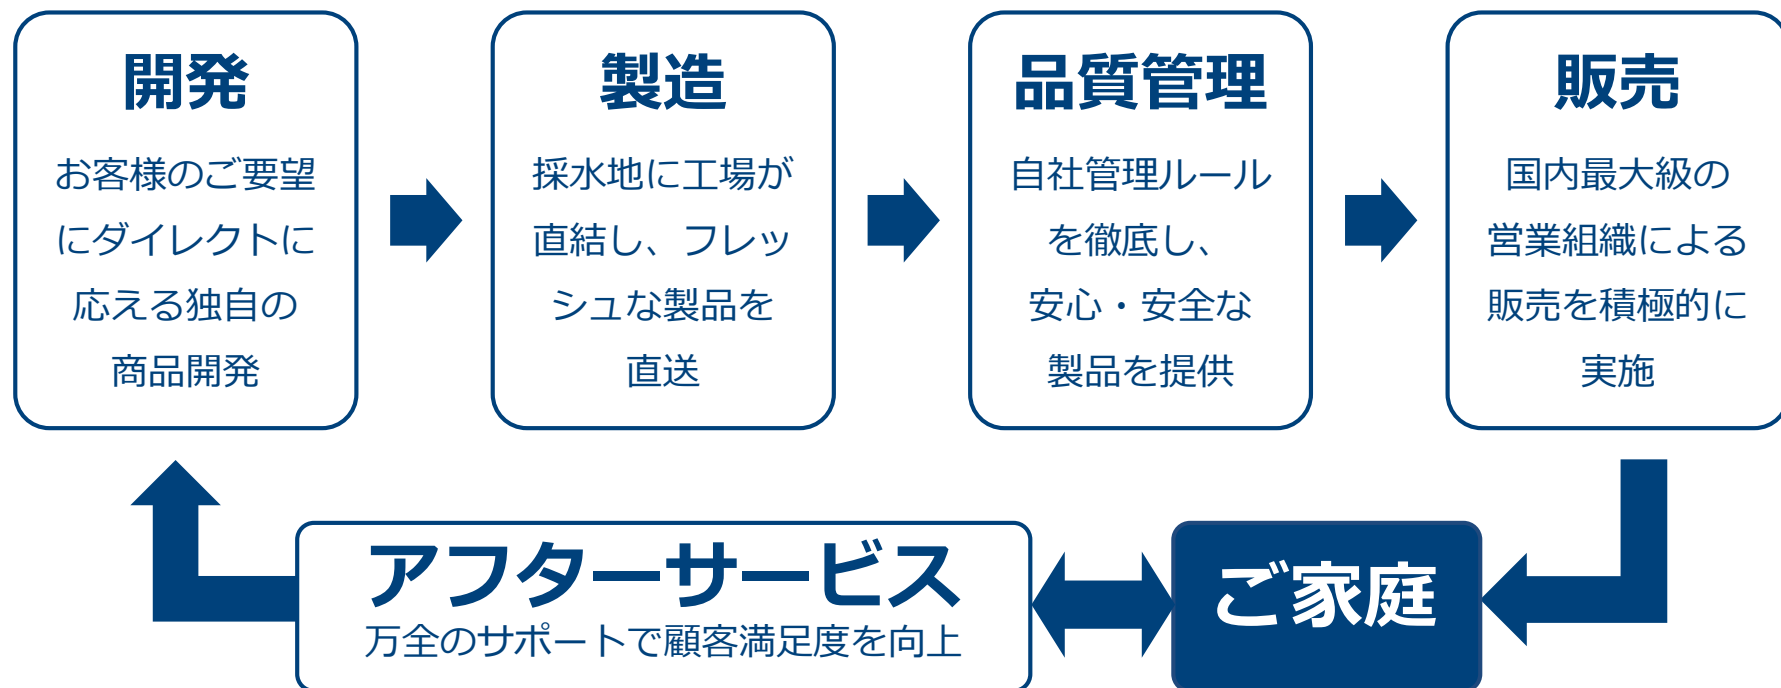 開発
お客様のご要望
にダイレクトに
応える独自の
商品開発
製造
採水地に工場が
直結し、フレッ
シュな製品を
直送
品質管理
自社管理ルール
を徹底し、
安心・安全な
製品を提供
販売
国内最大級の
営業組織による
販売を積極的に
実施
アフターサービス
万全のサポートで顧客満足度を向上
ご家庭